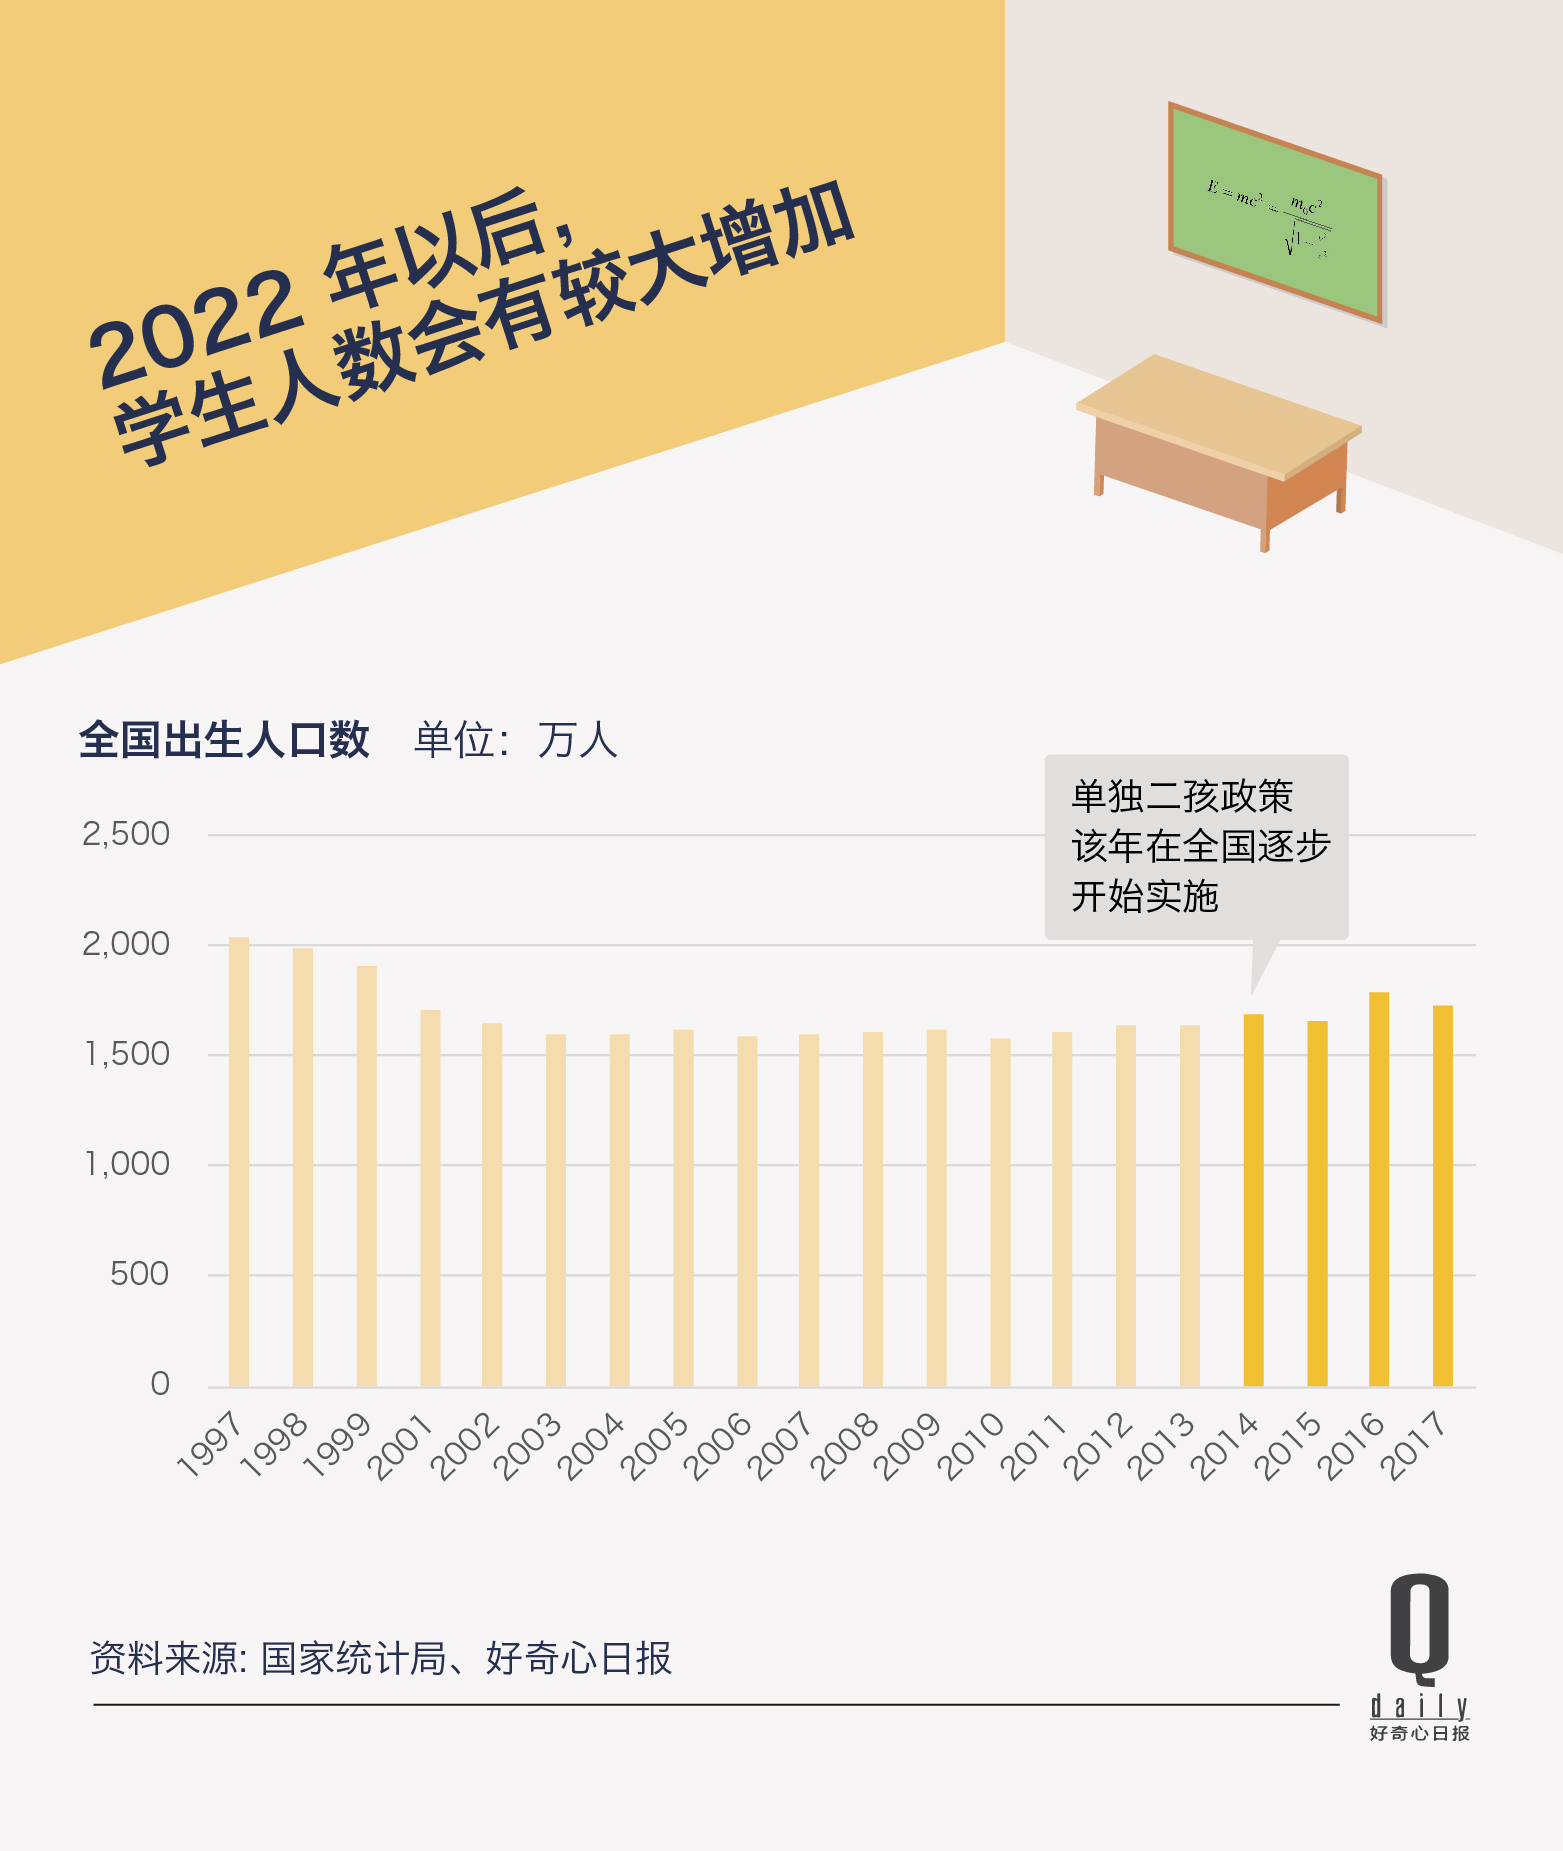 2022 年以后，
学生人数会有较大增加
E = mc² = m₀c²
全国出生人口数 单位：万人
单独二孩政策
该年在全国逐步
开始实施
2,500
2,000
1,500
1,000
500
0
1997 1998 1999 2001 2002 2003 2004 2005 2006 2007 2008 2009 2010 2011 2012 2013 2014 2015 2016 2017
资料来源: 国家统计局、好奇心日报
Q
daily
好奇心日报